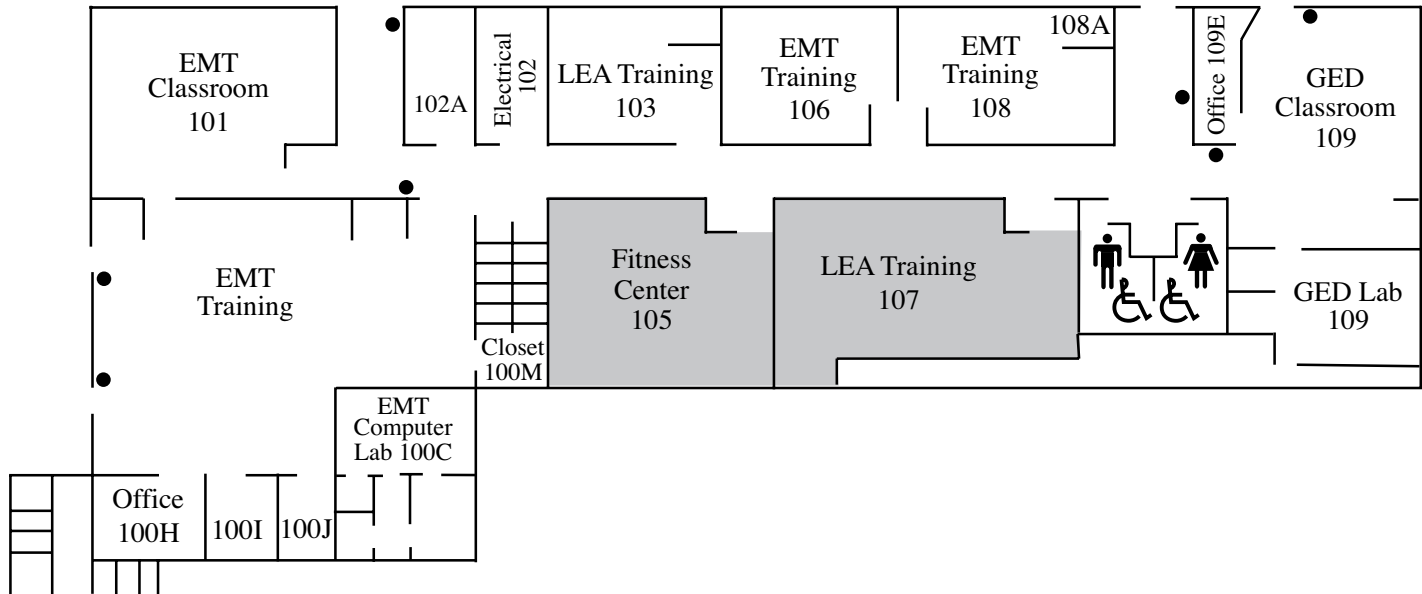 EMT
Classroom
101
102A
Electrical
102
LEA Training
103
EMT
Training
106
EMT
Training
108
108A
Office 109E
GED
Classroom
109
EMT
Training
Closet
100M
Fitness
Center
105
LEA Training
107
GED Lab
109
EMT
Computer
Lab 100C
Office
100H
100I
100J